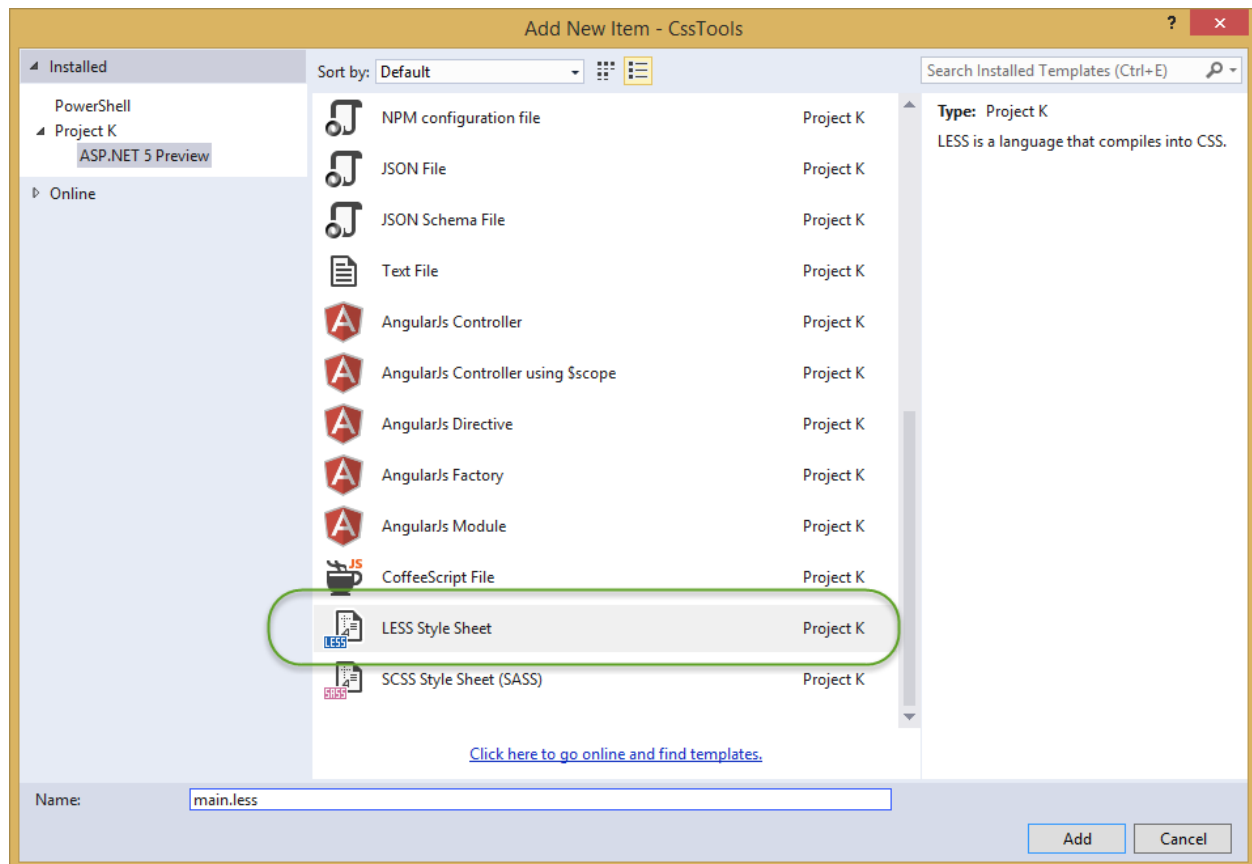 Add New Item - CssTools
? ×
Installed
PowerShell
Project K
ASP.NET 5 Preview
Online
Sort by: Default
Search Installed Templates (Ctrl+E)
NPM configuration file Project K
JSON File Project K
JSON Schema File Project K
Text File Project K
AngularJs Controller Project K
AngularJs Controller using $scope Project K
AngularJs Directive Project K
AngularJs Factory Project K
AngularJs Module Project K
JS
CoffeeScript File Project K
LESS
LESS Style Sheet Project K
SASS
SCSS Style Sheet (SASS) Project K
Click here to go online and find templates.
Type: Project K
LESS is a language that compiles into CSS.
Name: main.less
Add Cancel